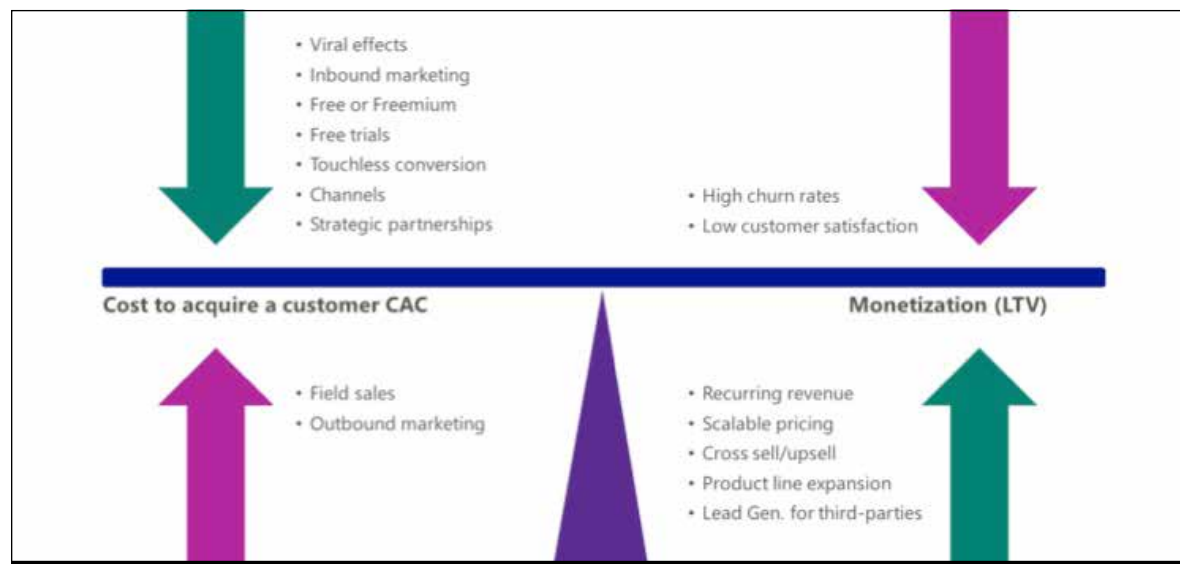 • Viral effects
• Inbound marketing
• Free or Freemium
• Free trials
• Touchless conversion
• Channels
• Strategic partnerships
• High churn rates
• Low customer satisfaction
Cost to acquire a customer CAC
Monetization (LTV)
• Field sales
• Outbound marketing
• Recurring revenue
• Scalable pricing
• Cross sell/upsell
• Product line expansion
• Lead Gen. for third-parties